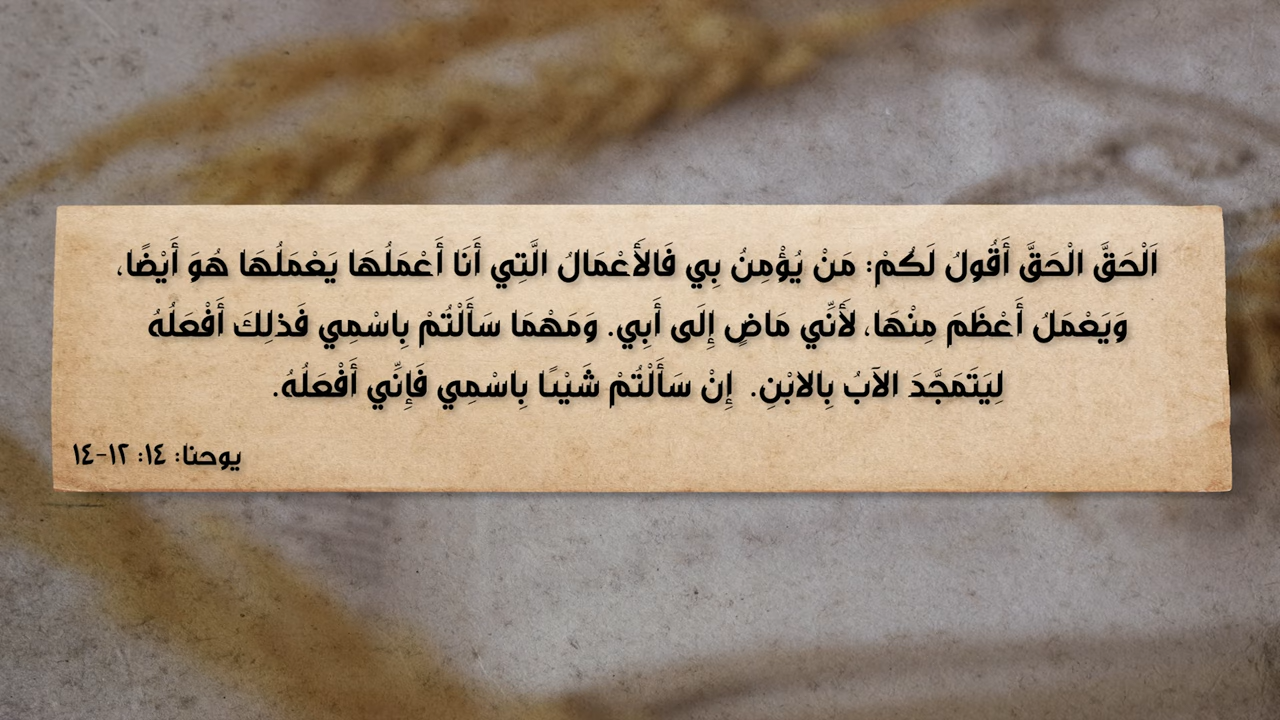 اَلْحَقَّ الْحَقَّ أَقُولُ لَكُمْ: مَنْ يُؤْمِنُ بِي فَالأَعْمَالُ الَّتِي أَنَا أَعْمَلُهَا يَعْمَلُهَا هُوَ أَيْضًا،
وَيَعْمَلُ أَعْظَمَ مِنْهَا، لأَنِّي مَاضٍ إِلَى أَبِي. وَمَهْمَا سَأَلْتُمْ بِاسْمِي فَذلِكَ أَفْعَلُهُ
لِيَتَمَجَّدَ الآبُ بِالابْنِ. إِنْ سَأَلْتُمْ شَيْئًا بِاسْمِي فَإِنِّي أَفْعَلُهُ.
يوحنا: ١٤: ١٢-١٤